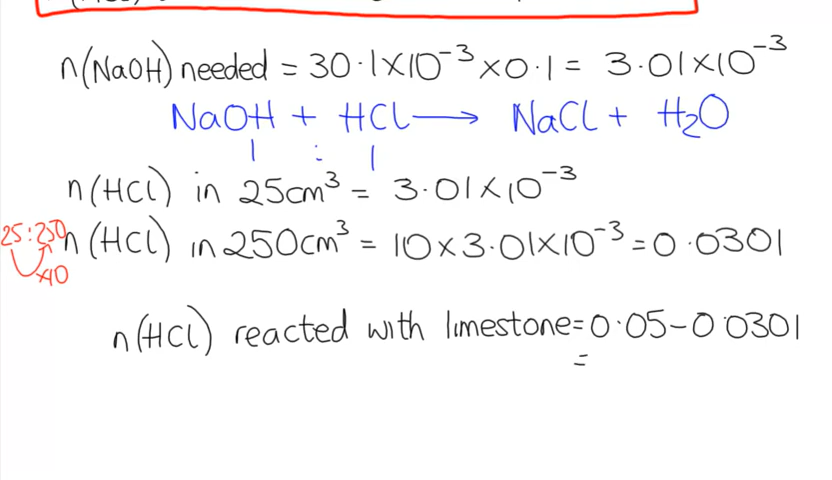 n(NaOH) needed = 30·1×10⁻³×0·1 = 3·01×10⁻³
NaOH + HCl → NaCl + H₂O
1 : 1
n(HCl) in 25cm³ = 3·01×10⁻³
25:250
n(HCl) in 250cm³ = 10×3·01×10⁻³=0·0301
×10
n(HCl) reacted with limestone=0·05-0·0301
=